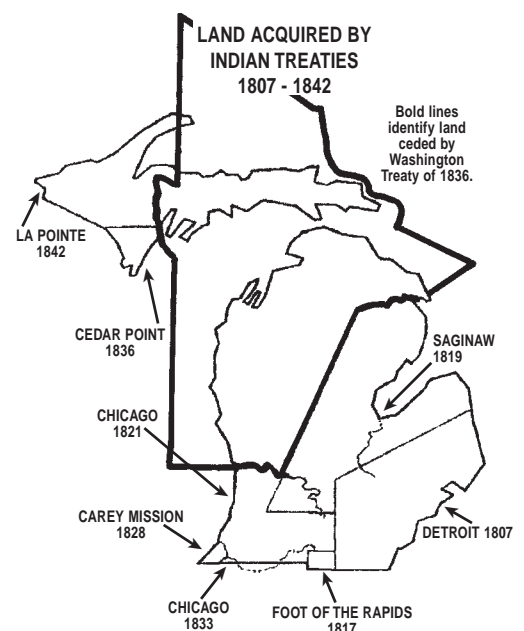 LAND ACQUIRED BY
INDIAN TREATIES
1807 - 1842
Bold lines
identify land
ceded by
Washington
Treaty of 1836.
LA POINTE
1842
CEDAR POINT
1836
SAGINAW
1819
CHICAGO
1821
CAREY MISSION
1828
DETROIT 1807
CHICAGO
1833
FOOT OF THE RAPIDS
1817